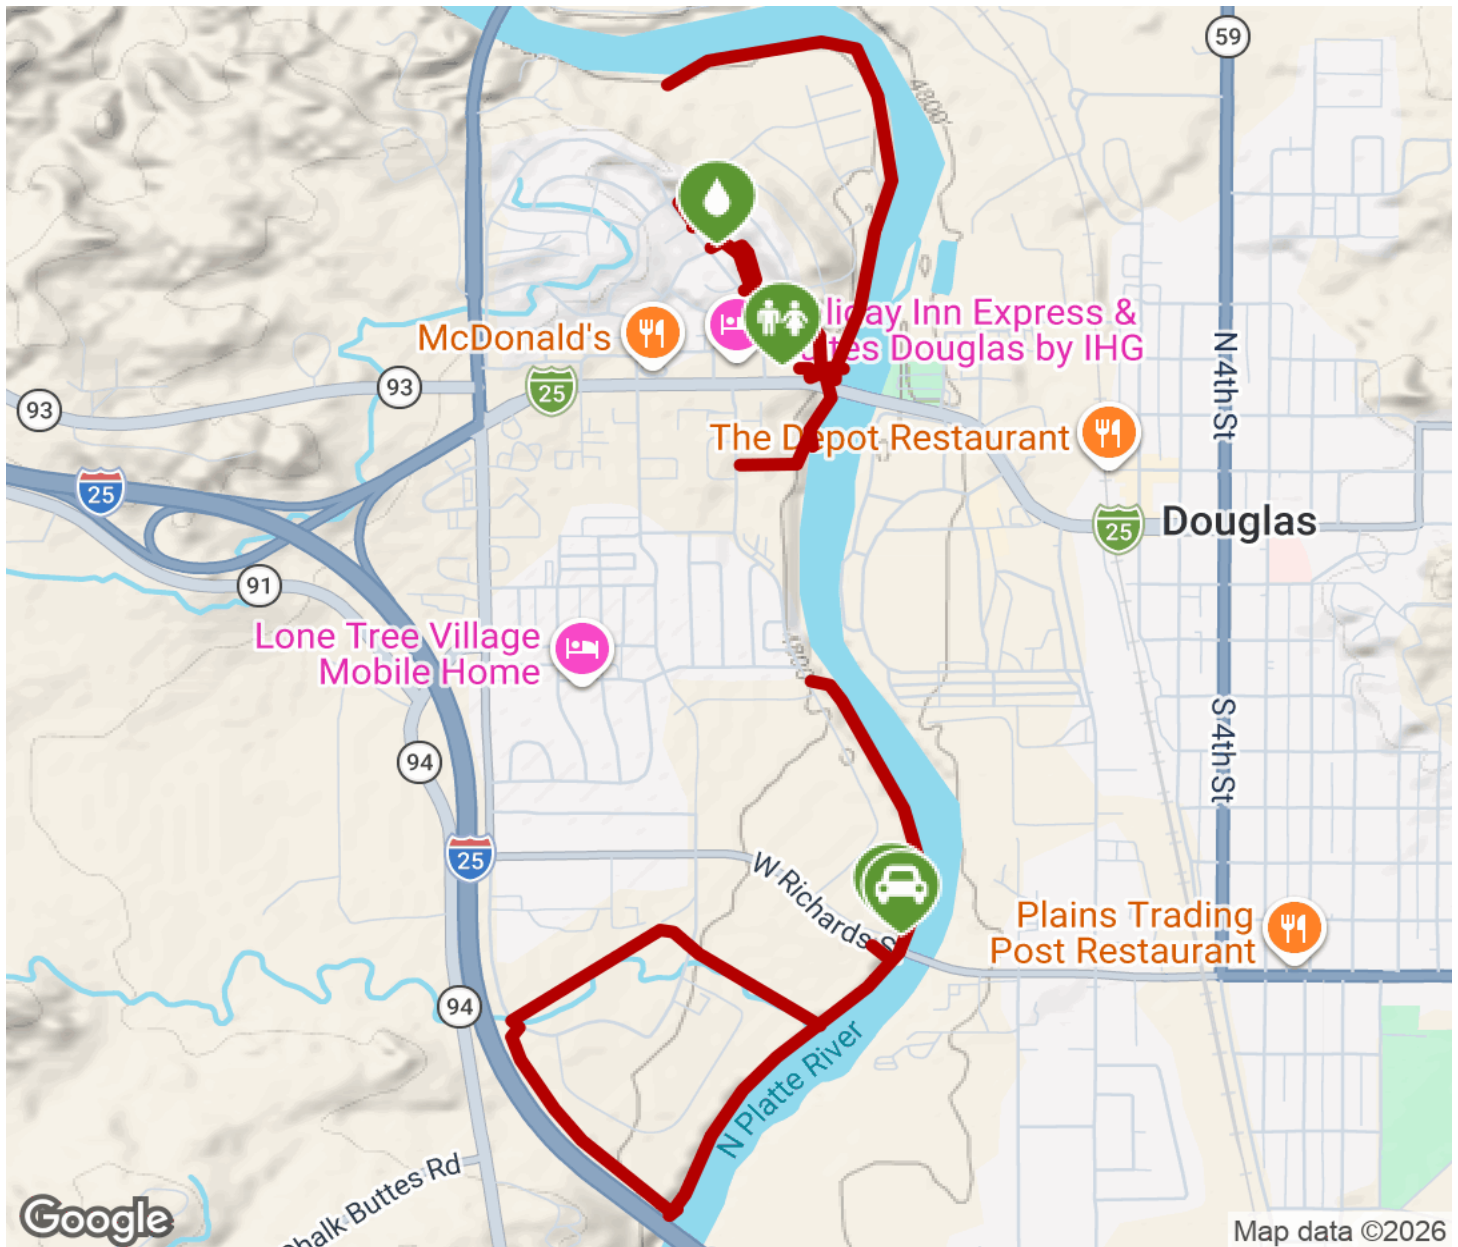 59
4800
McDonald's
liday Inn Express &
ites Douglas by IHG
93
93
25
N 4th St
The Depot Restaurant
25
25
Douglas
91
Lone Tree Village
Mobile Home
4800
94
S 4th St
25
W Richards S
Plains Trading
Post Restaurant
94
N Platte River
Chalk Buttes Rd
Google
Map data ©2026